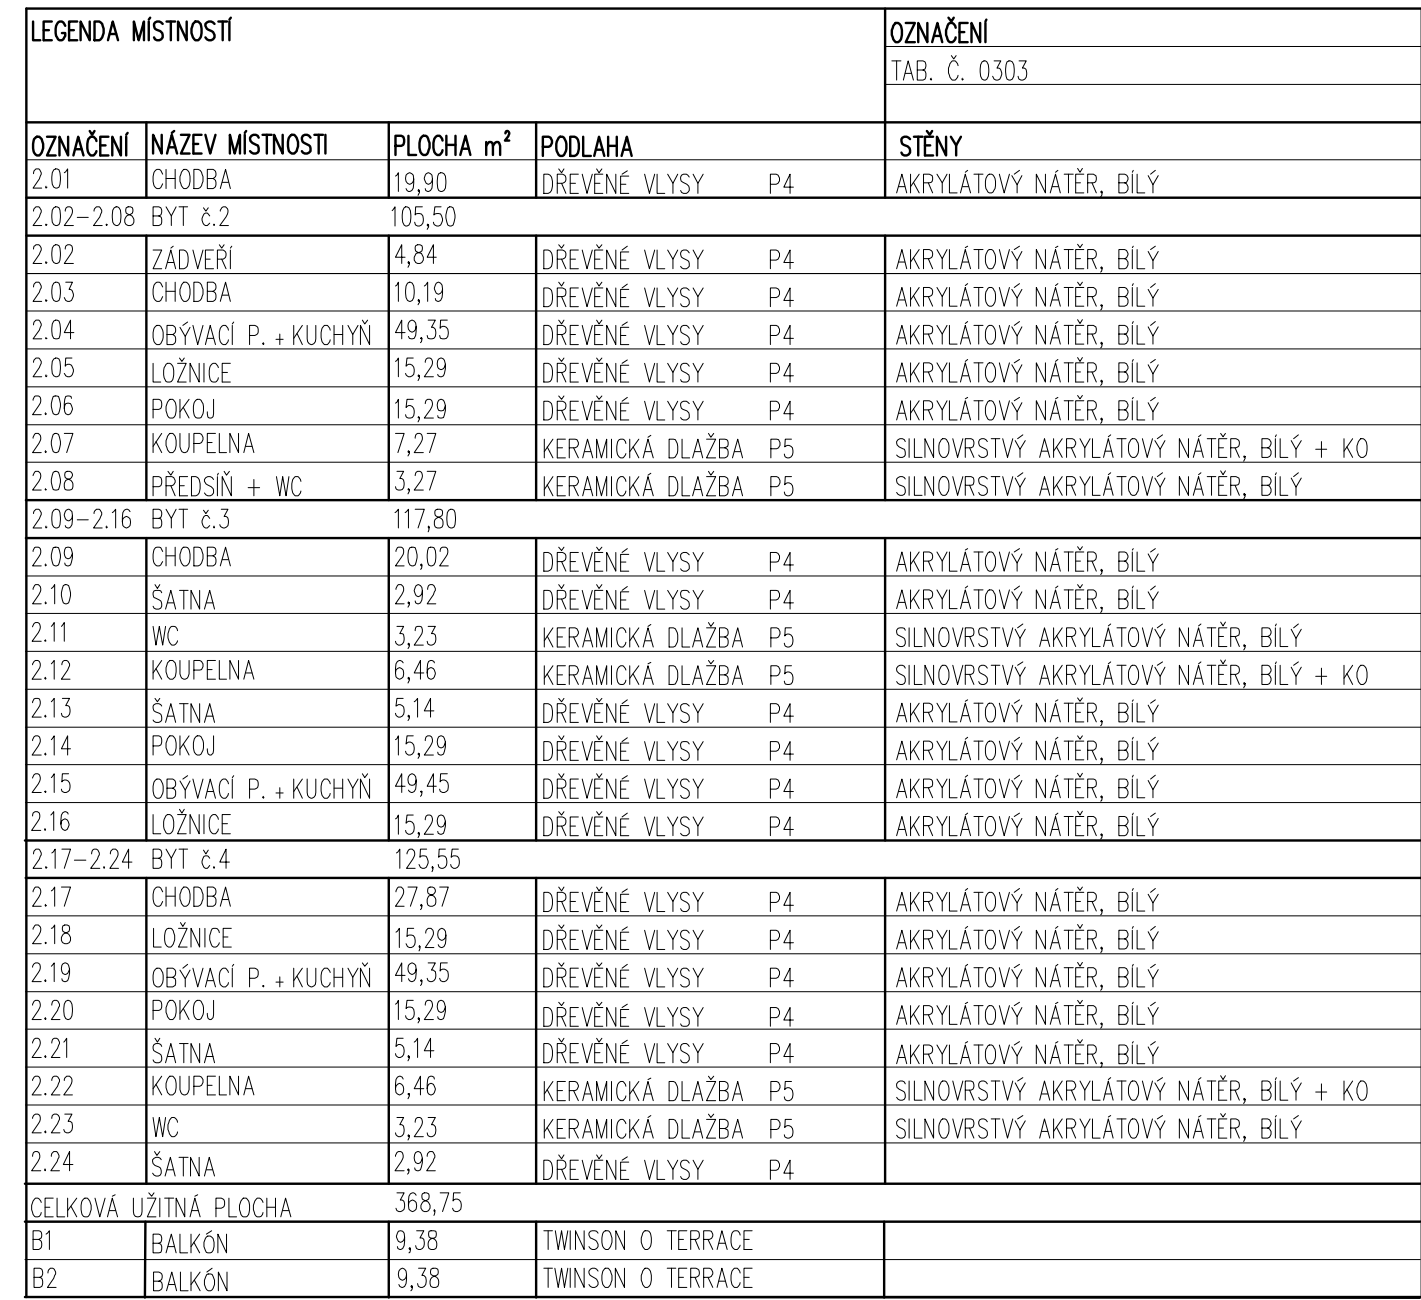 LEGENDA MÍSTNOSTÍ OZNAČENÍ
TAB. Č. 0303
OZNAČENÍ NÁZEV MÍSTNOSTI PLOCHA m² PODLAHA STĚNY
2.01 CHODBA 19,90 DŘEVĚNÉ VLYSY P4 AKRYLÁTOVÝ NÁTĚR, BÍLÝ
2.02-2.08 BYT č.2 105,50
2.02 ZÁDVEŘÍ 4,84 DŘEVĚNÉ VLYSY P4 AKRYLÁTOVÝ NÁTĚR, BÍLÝ
2.03 CHODBA 10,19 DŘEVĚNÉ VLYSY P4 AKRYLÁTOVÝ NÁTĚR, BÍLÝ
2.04 OBÝVACÍ P. + KUCHYŇ 49,35 DŘEVĚNÉ VLYSY P4 AKRYLÁTOVÝ NÁTĚR, BÍLÝ
2.05 LOŽNICE 15,29 DŘEVĚNÉ VLYSY P4 AKRYLÁTOVÝ NÁTĚR, BÍLÝ
2.06 POKOJ 15,29 DŘEVĚNÉ VLYSY P4 AKRYLÁTOVÝ NÁTĚR, BÍLÝ
2.07 KOUPELNA 7,27 KERAMICKÁ DLAŽBA P5 SILNOVRSTVÝ AKRYLÁTOVÝ NÁTĚR, BÍLÝ + KO
2.08 PŘEDSÍŇ + WC 3,27 KERAMICKÁ DLAŽBA P5 SILNOVRSTVÝ AKRYLÁTOVÝ NÁTĚR, BÍLÝ
2.09-2.16 BYT č.3 117,80
2.09 CHODBA 20,02 DŘEVĚNÉ VLYSY P4 AKRYLÁTOVÝ NÁTĚR, BÍLÝ
2.10 ŠATNA 2,92 DŘEVĚNÉ VLYSY P4 AKRYLÁTOVÝ NÁTĚR, BÍLÝ
2.11 WC 3,23 KERAMICKÁ DLAŽBA P5 SILNOVRSTVÝ AKRYLÁTOVÝ NÁTĚR, BÍLÝ
2.12 KOUPELNA 6,46 KERAMICKÁ DLAŽBA P5 SILNOVRSTVÝ AKRYLÁTOVÝ NÁTĚR, BÍLÝ + KO
2.13 ŠATNA 5,14 DŘEVĚNÉ VLYSY P4 AKRYLÁTOVÝ NÁTĚR, BÍLÝ
2.14 POKOJ 15,29 DŘEVĚNÉ VLYSY P4 AKRYLÁTOVÝ NÁTĚR, BÍLÝ
2.15 OBÝVACÍ P. + KUCHYŇ 49,45 DŘEVĚNÉ VLYSY P4 AKRYLÁTOVÝ NÁTĚR, BÍLÝ
2.16 LOŽNICE 15,29 DŘEVĚNÉ VLYSY P4 AKRYLÁTOVÝ NÁTĚR, BÍLÝ
2.17-2.24 BYT č.4 125,55
2.17 CHODBA 27,87 DŘEVĚNÉ VLYSY P4 AKRYLÁTOVÝ NÁTĚR, BÍLÝ
2.18 LOŽNICE 15,29 DŘEVĚNÉ VLYSY P4 AKRYLÁTOVÝ NÁTĚR, BÍLÝ
2.19 OBÝVACÍ P. + KUCHYŇ 49,35 DŘEVĚNÉ VLYSY P4 AKRYLÁTOVÝ NÁTĚR, BÍLÝ
2.20 POKOJ 15,29 DŘEVĚNÉ VLYSY P4 AKRYLÁTOVÝ NÁTĚR, BÍLÝ
2.21 ŠATNA 5,14 DŘEVĚNÉ VLYSY P4 AKRYLÁTOVÝ NÁTĚR, BÍLÝ
2.22 KOUPELNA 6,46 KERAMICKÁ DLAŽBA P5 SILNOVRSTVÝ AKRYLÁTOVÝ NÁTĚR, BÍLÝ + KO
2.23 WC 3,23 KERAMICKÁ DLAŽBA P5 SILNOVRSTVÝ AKRYLÁTOVÝ NÁTĚR, BÍLÝ
2.24 ŠATNA 2,92 DŘEVĚNÉ VLYSY P4
CELKOVÁ UŽITNÁ PLOCHA 368,75
B1 BALKÓN 9,38 TWINSON O TERRACE
B2 BALKÓN 9,38 TWINSON O TERRACE